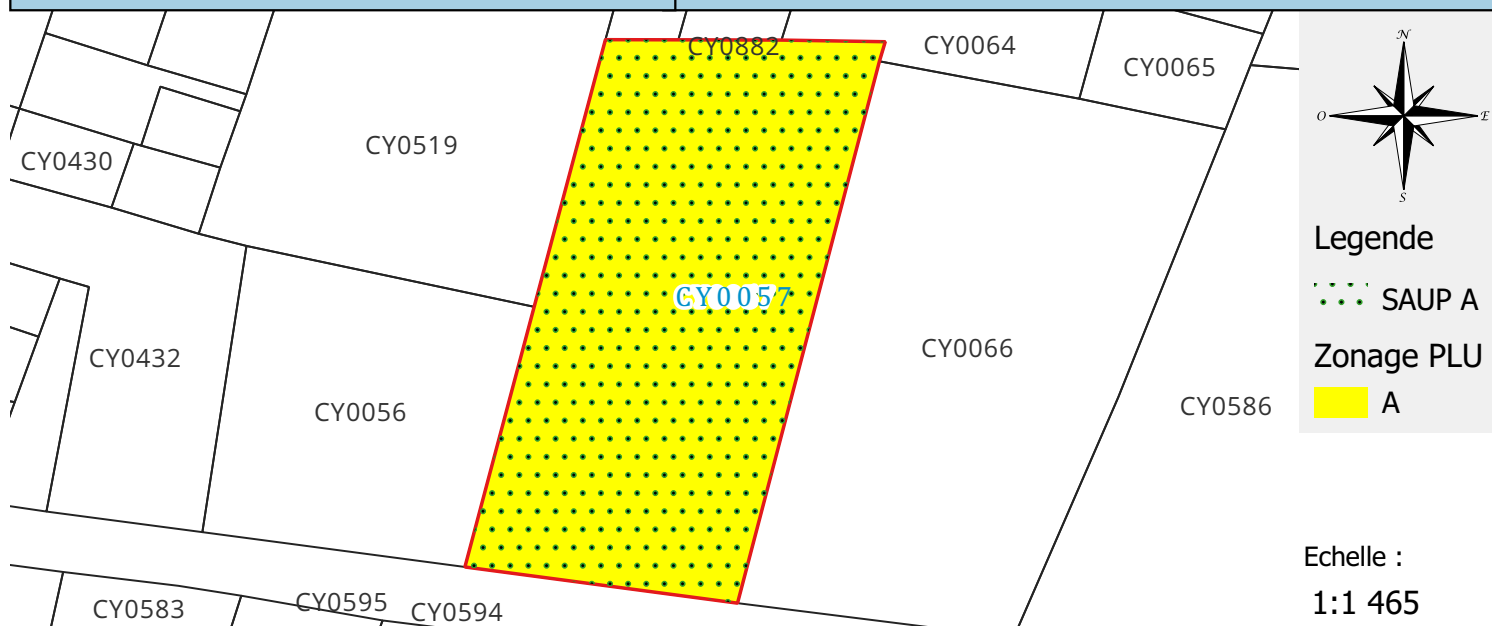 CY0882
CY0064
CY0065
CY0519
CY0430
CY0057
CY0432
CY0056
CY0066
CY0586
CY0583
CY0595
CY0594
N
O
E
S
Legende
SAUP A
Zonage PLU
A
Echelle :
1:1 465